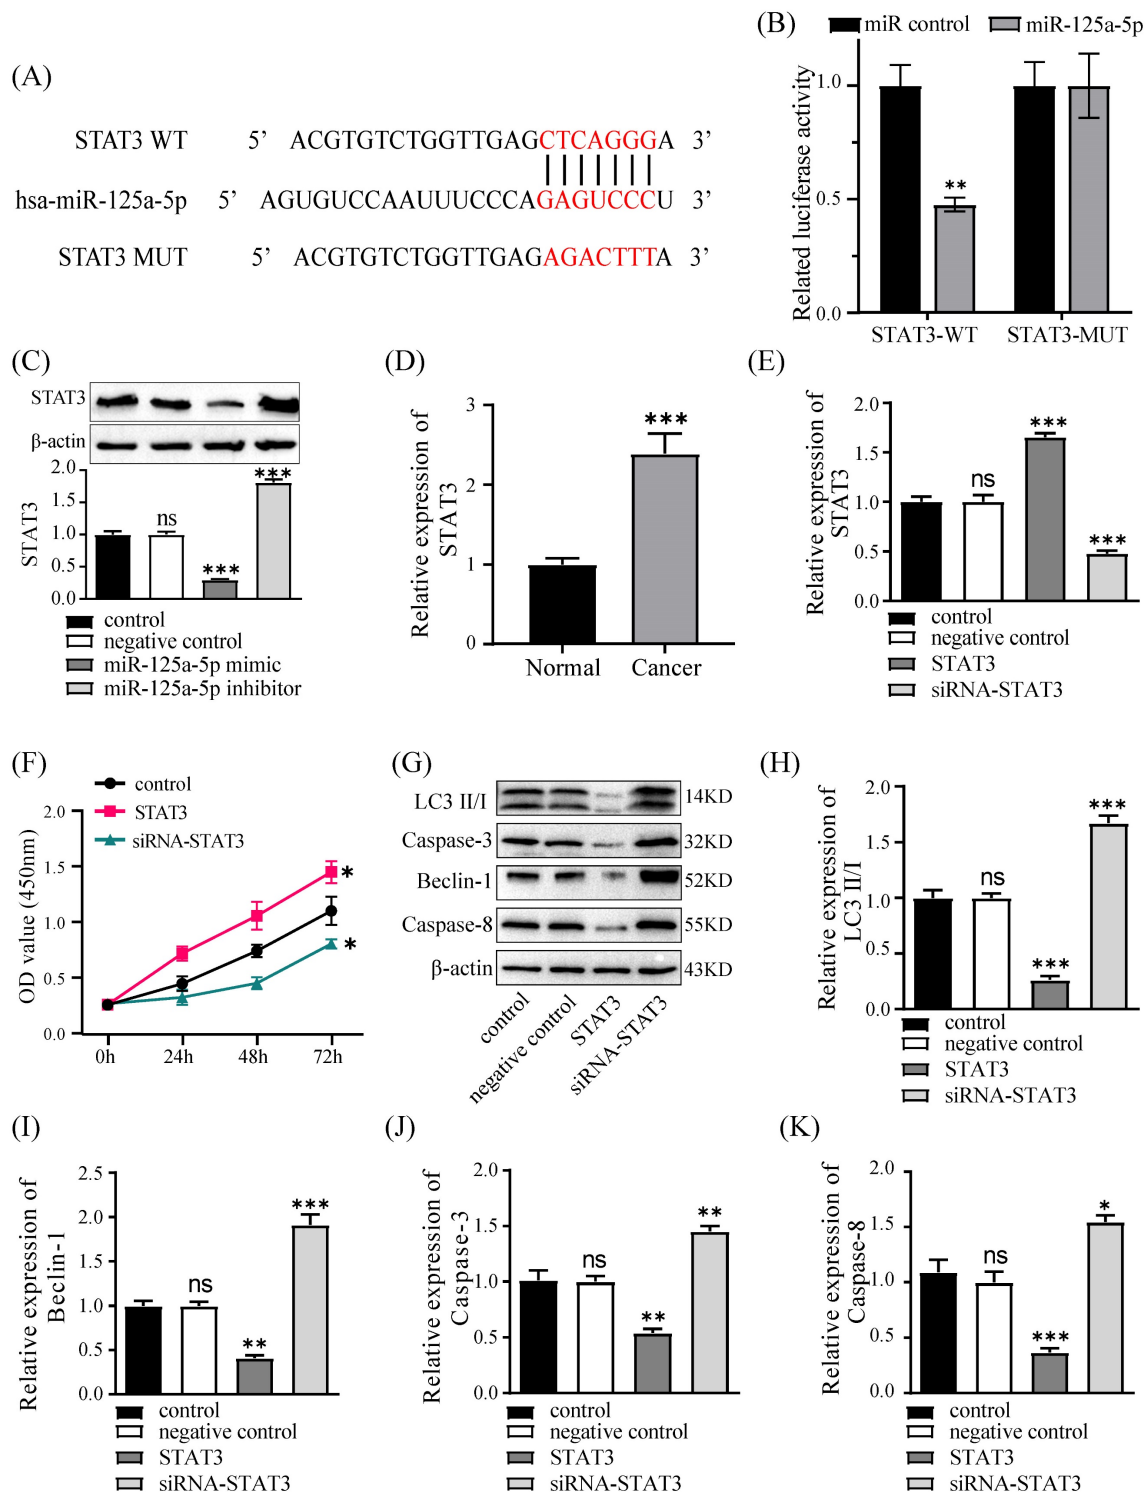 (A)
STAT3 WT 5’ ACGTGTCTGGTTGAGCTCAGGGA 3’
hsa-miR-125a-5p 5’ AGUGUCCAAUUUCCCAGAGUCCCU 3’
STAT3 MUT 5’ ACGTGTCTGGTTGAGAGACTTTA 3’
(B)
miR control miR-125a-5p
Related luciferase activity
1.0
0.5
0.0
**
STAT3-WT STAT3-MUT
(C)
STAT3
β-actin
STAT3
2.0
1.5
1.0
0.5
0.0
ns
***
***
control
negative control
miR-125a-5p mimic
miR-125a-5p inhibitor
(D)
Relative expression of
STAT3
3
2
1
0
***
Normal Cancer
(E)
Relative expression of
STAT3
2.0
1.5
1.0
0.5
0.0
ns
***
***
control
negative control
STAT3
siRNA-STAT3
(F)
control
STAT3
siRNA-STAT3
OD value (450nm)
2.0
1.5
1.0
0.5
0.0
*
*
0h 24h 48h 72h
(G)
LC3 II/I 14KD
Caspase-3 32KD
Beclin-1 52KD
Caspase-8 55KD
β-actin 43KD
control
negative control
STAT3
siRNA-STAT3
(H)
Relative expression of
LC3 II/I
2.0
1.5
1.0
0.5
0.0
ns
***
***
control
negative control
STAT3
siRNA-STAT3
(I)
Relative expression of
Beclin-1
2.5
2.0
1.5
1.0
0.5
0.0
ns
**
***
control
negative control
STAT3
siRNA-STAT3
(J)
Relative expression of
Caspase-3
2.0
1.5
1.0
0.5
0.0
ns
**
**
control
negative control
STAT3
siRNA-STAT3
(K)
Relative expression of
Caspase-8
2.0
1.5
1.0
0.5
0.0
ns
***
*
control
negative control
STAT3
siRNA-STAT3